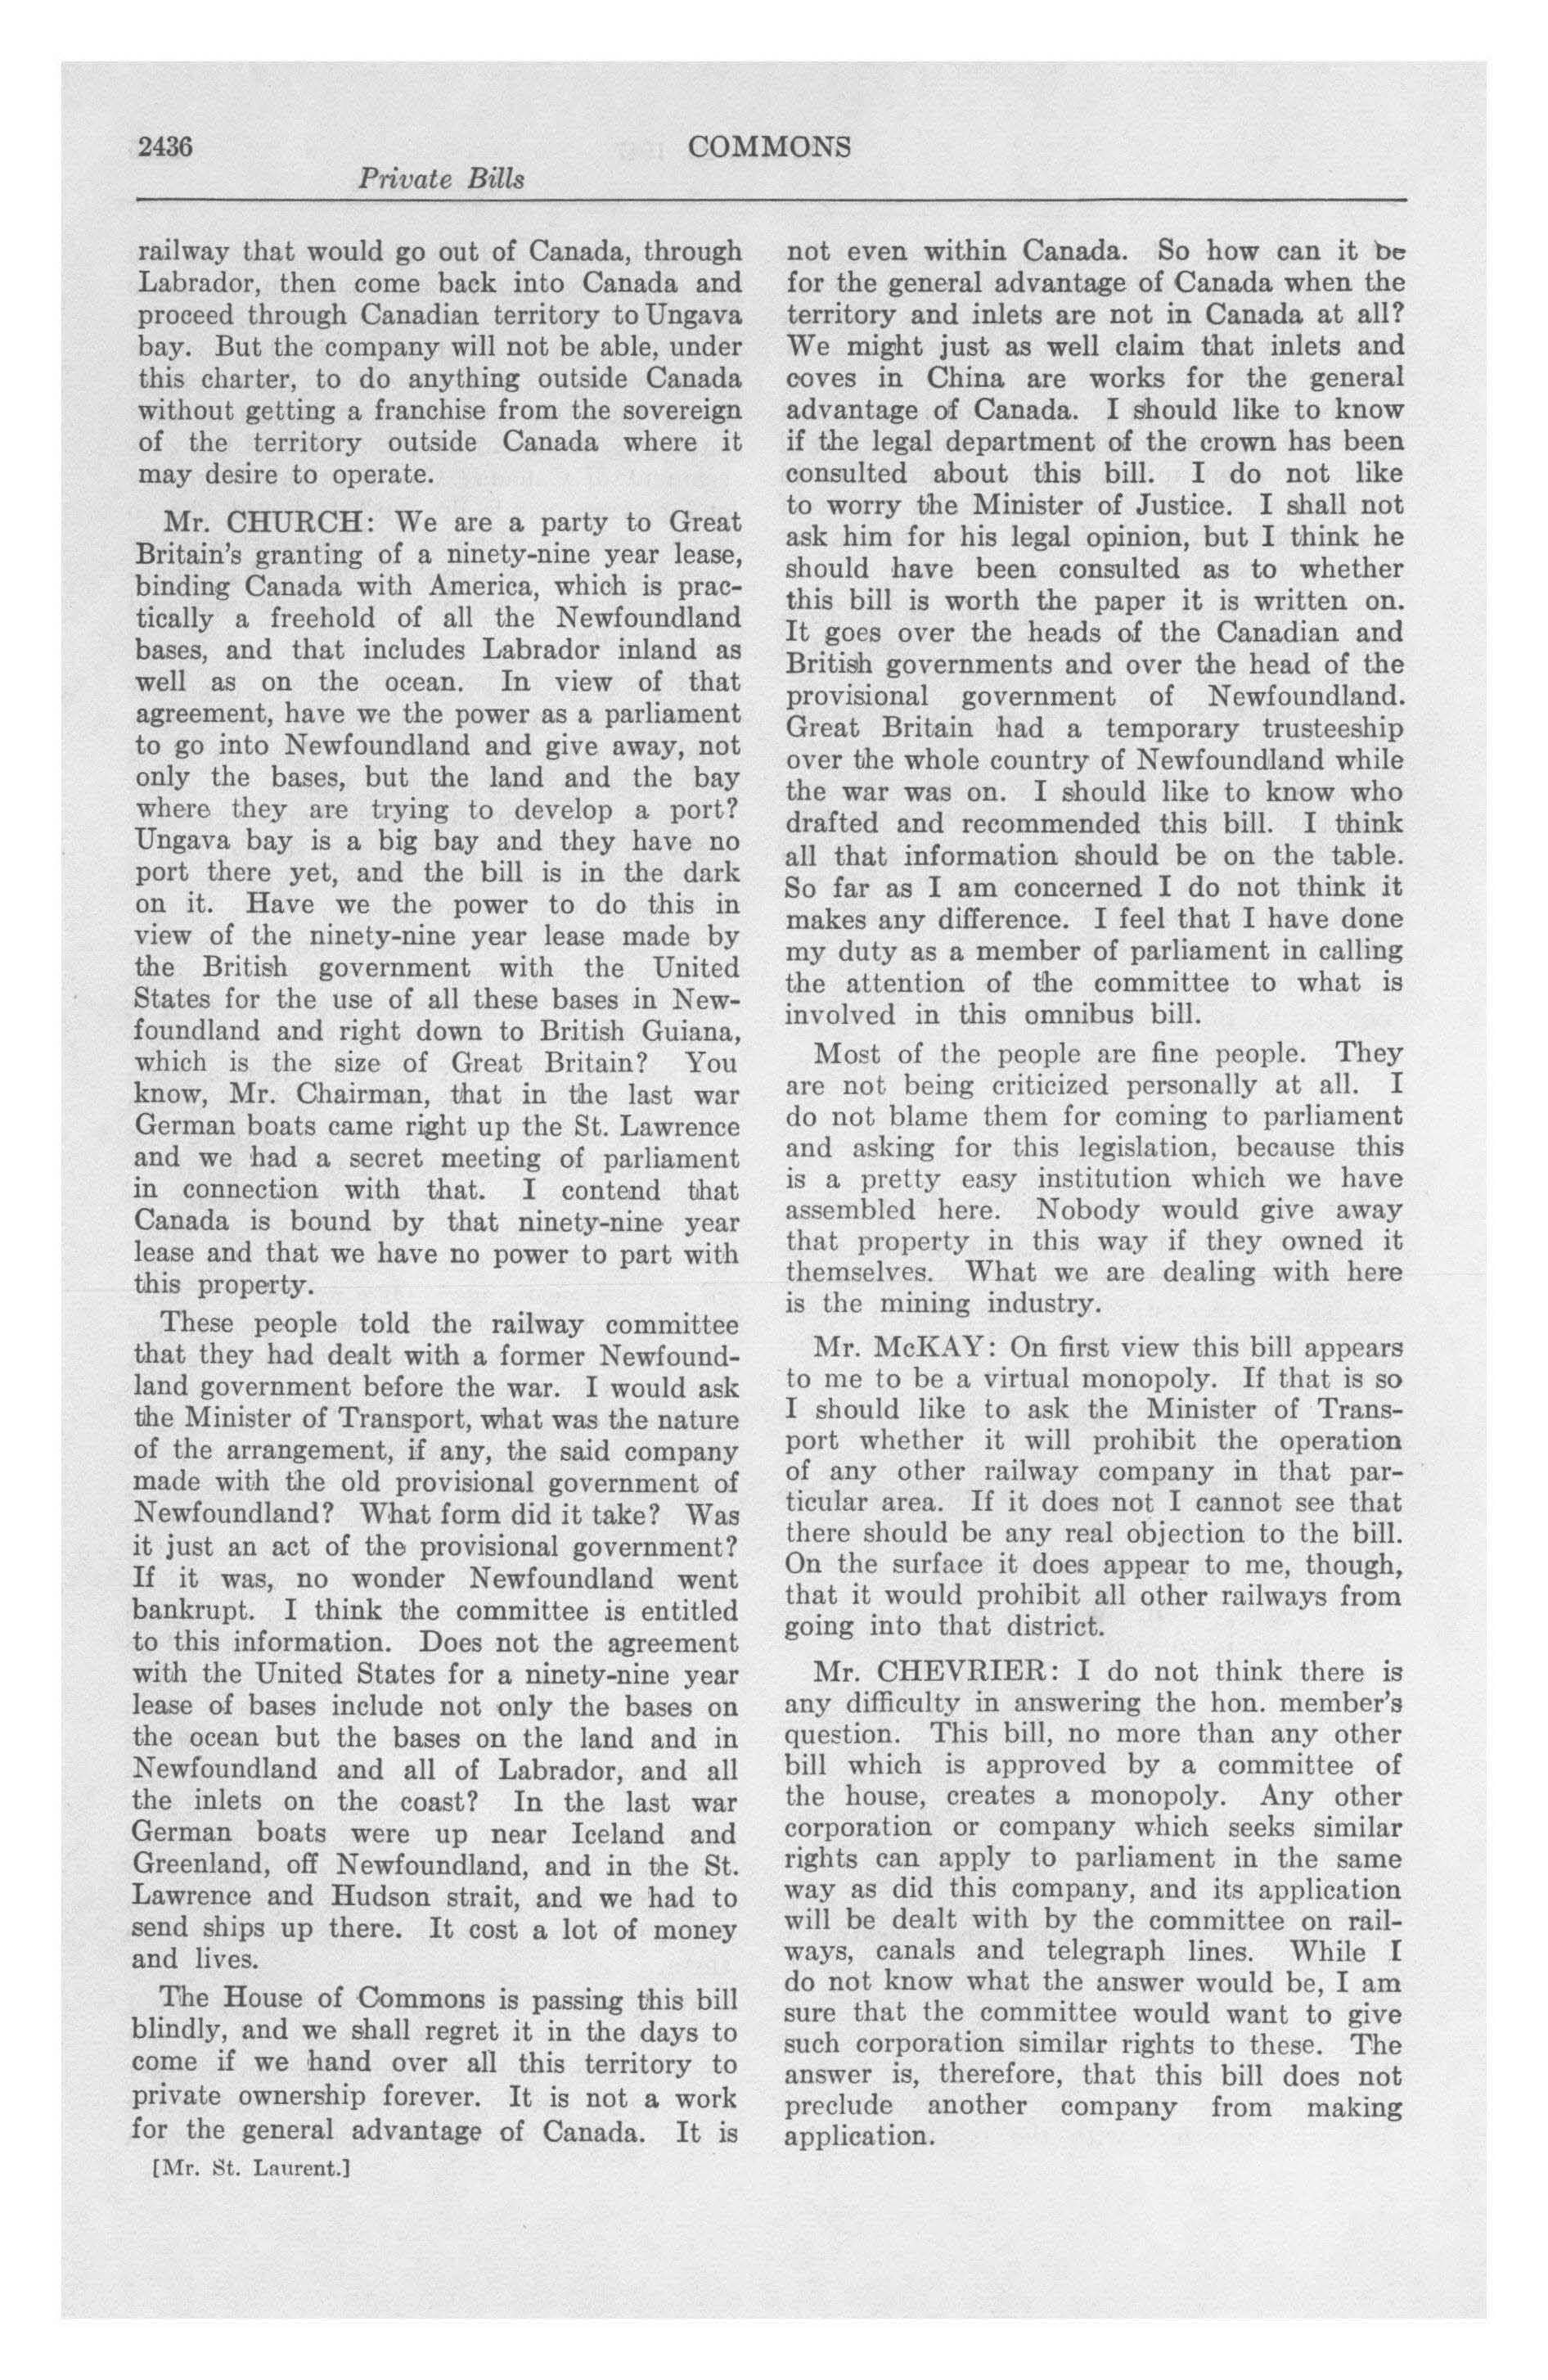 2436
COMMONS
Private Bills
railway that would go out of Canada, through
Labrador, then come back into Canada and
proceed through Canadian territory to Ungava
bay. But the company will not be able, under
this charter, to do anything outside Canada
without getting a franchise from the sovereign
of the territory outside Canada where it
may desire to operate.
Mr. CHURCH: We are a party to Great
Britain's granting of a ninety-nine year lease,
binding Canada with America, which is prac-
tically a freehold of all the Newfoundland
bases, and that includes Labrador inland as
well as on the ocean. In view of that
agreement, have we the power as a parliament
to go into Newfoundland and give away, not
only the bases, but the land and the bay
where they are trying to develop a port?
Ungava bay is a big bay and they have no
port there yet, and the bill is in the dark
on it. Have we the power to do this in
view of the ninety-nine year lease made by
the British government with the United
States for the use of all these bases in New-
foundland and right down to British Guiana,
which is the size of Great Britain? You
know, Mr. Chairman, that in the last war
German boats came right up the St. Lawrence
and we had a secret meeting of parliament
in connection with that. I contend that
Canada is bound by that ninety-nine year
lease and that we have no power to part with
this property.
These people told the railway committee
that they had dealt with a former Newfound-
land government before the war. I would ask
the Minister of Transport, what was the nature
of the arrangement, if any, the said company
made with the old provisional government of
Newfoundland? What form did it take? Was
it just an act of the provisional government?
If it was, no wonder Newfoundland went
bankrupt. I think the committee is entitled
to this information. Does not the agreement
with the United States for a ninety-nine year
lease of bases include not only the bases on
the ocean but the bases on the land and in
Newfoundland and all of Labrador, and all
the inlets on the coast? In the last war
German boats were up near Iceland and
Greenland, off Newfoundland, and in the St.
Lawrence and Hudson strait, and we had to
send ships up there. It cost a lot of money
and lives.
The House of Commons is passing this bill
blindly, and we shall regret it in the days to
come if we hand over all this territory to
private ownership forever. It is not a work
for the general advantage of Canada. It is
[Mr. St. Laurent.]
not even within Canada. So how can it be
for the general advantage of Canada when the
territory and inlets are not in Canada at all?
We might just as well claim that inlets and
coves in China are works for the general
advantage of Canada. I should like to know
if the legal department of the crown has been
consulted about this bill. I do not like
to worry the Minister of Justice. I shall not
ask him for his legal opinion, but I think he
should have been consulted as to whether
this bill is worth the paper it is written on.
It goes over the heads of the Canadian and
British governments and over the head of the
provisional government of Newfoundland.
Great Britain had a temporary trusteeship
over the whole country of Newfoundland while
the war was on. I should like to know who
drafted and recommended this bill. I think
all that information should be on the table.
So far as I am concerned I do not think it
makes any difference. I feel that I have done
my duty as a member of parliament in calling
the attention of the committee to what is
involved in this omnibus bill.
Most of the people are fine people. They
are not being criticized personally at all. I
do not blame them for coming to parliament
and asking for this legislation, because this
is a pretty easy institution which we have
assembled here. Nobody would give away
that property in this way if they owned it
themselves. What we are dealing with here
is the mining industry.
Mr. McKAY: On first view this bill appears
to me to be a virtual monopoly. If that is so
I should like to ask the Minister of Trans-
port whether it will prohibit the operation
of any other railway company in that par-
ticular area. If it does not I cannot see that
there should be any real objection to the bill.
On the surface it does appear to me, though,
that it would prohibit all other railways from
going into that district.
Mr. CHEVRIER: I do not think there is
any difficulty in answering the hon. member's
question. This bill, no more than any other
bill which is approved by a committee of
the house, creates a monopoly. Any other
corporation or company which seeks similar
rights can apply to parliament in the same
way as did this company, and its application
will be dealt with by the committee on rail-
ways, canals and telegraph lines. While I
do not know what the answer would be, I am
sure that the committee would want to give
such corporation similar rights to these. The
answer is, therefore, that this bill does not
preclude another company from making
application.